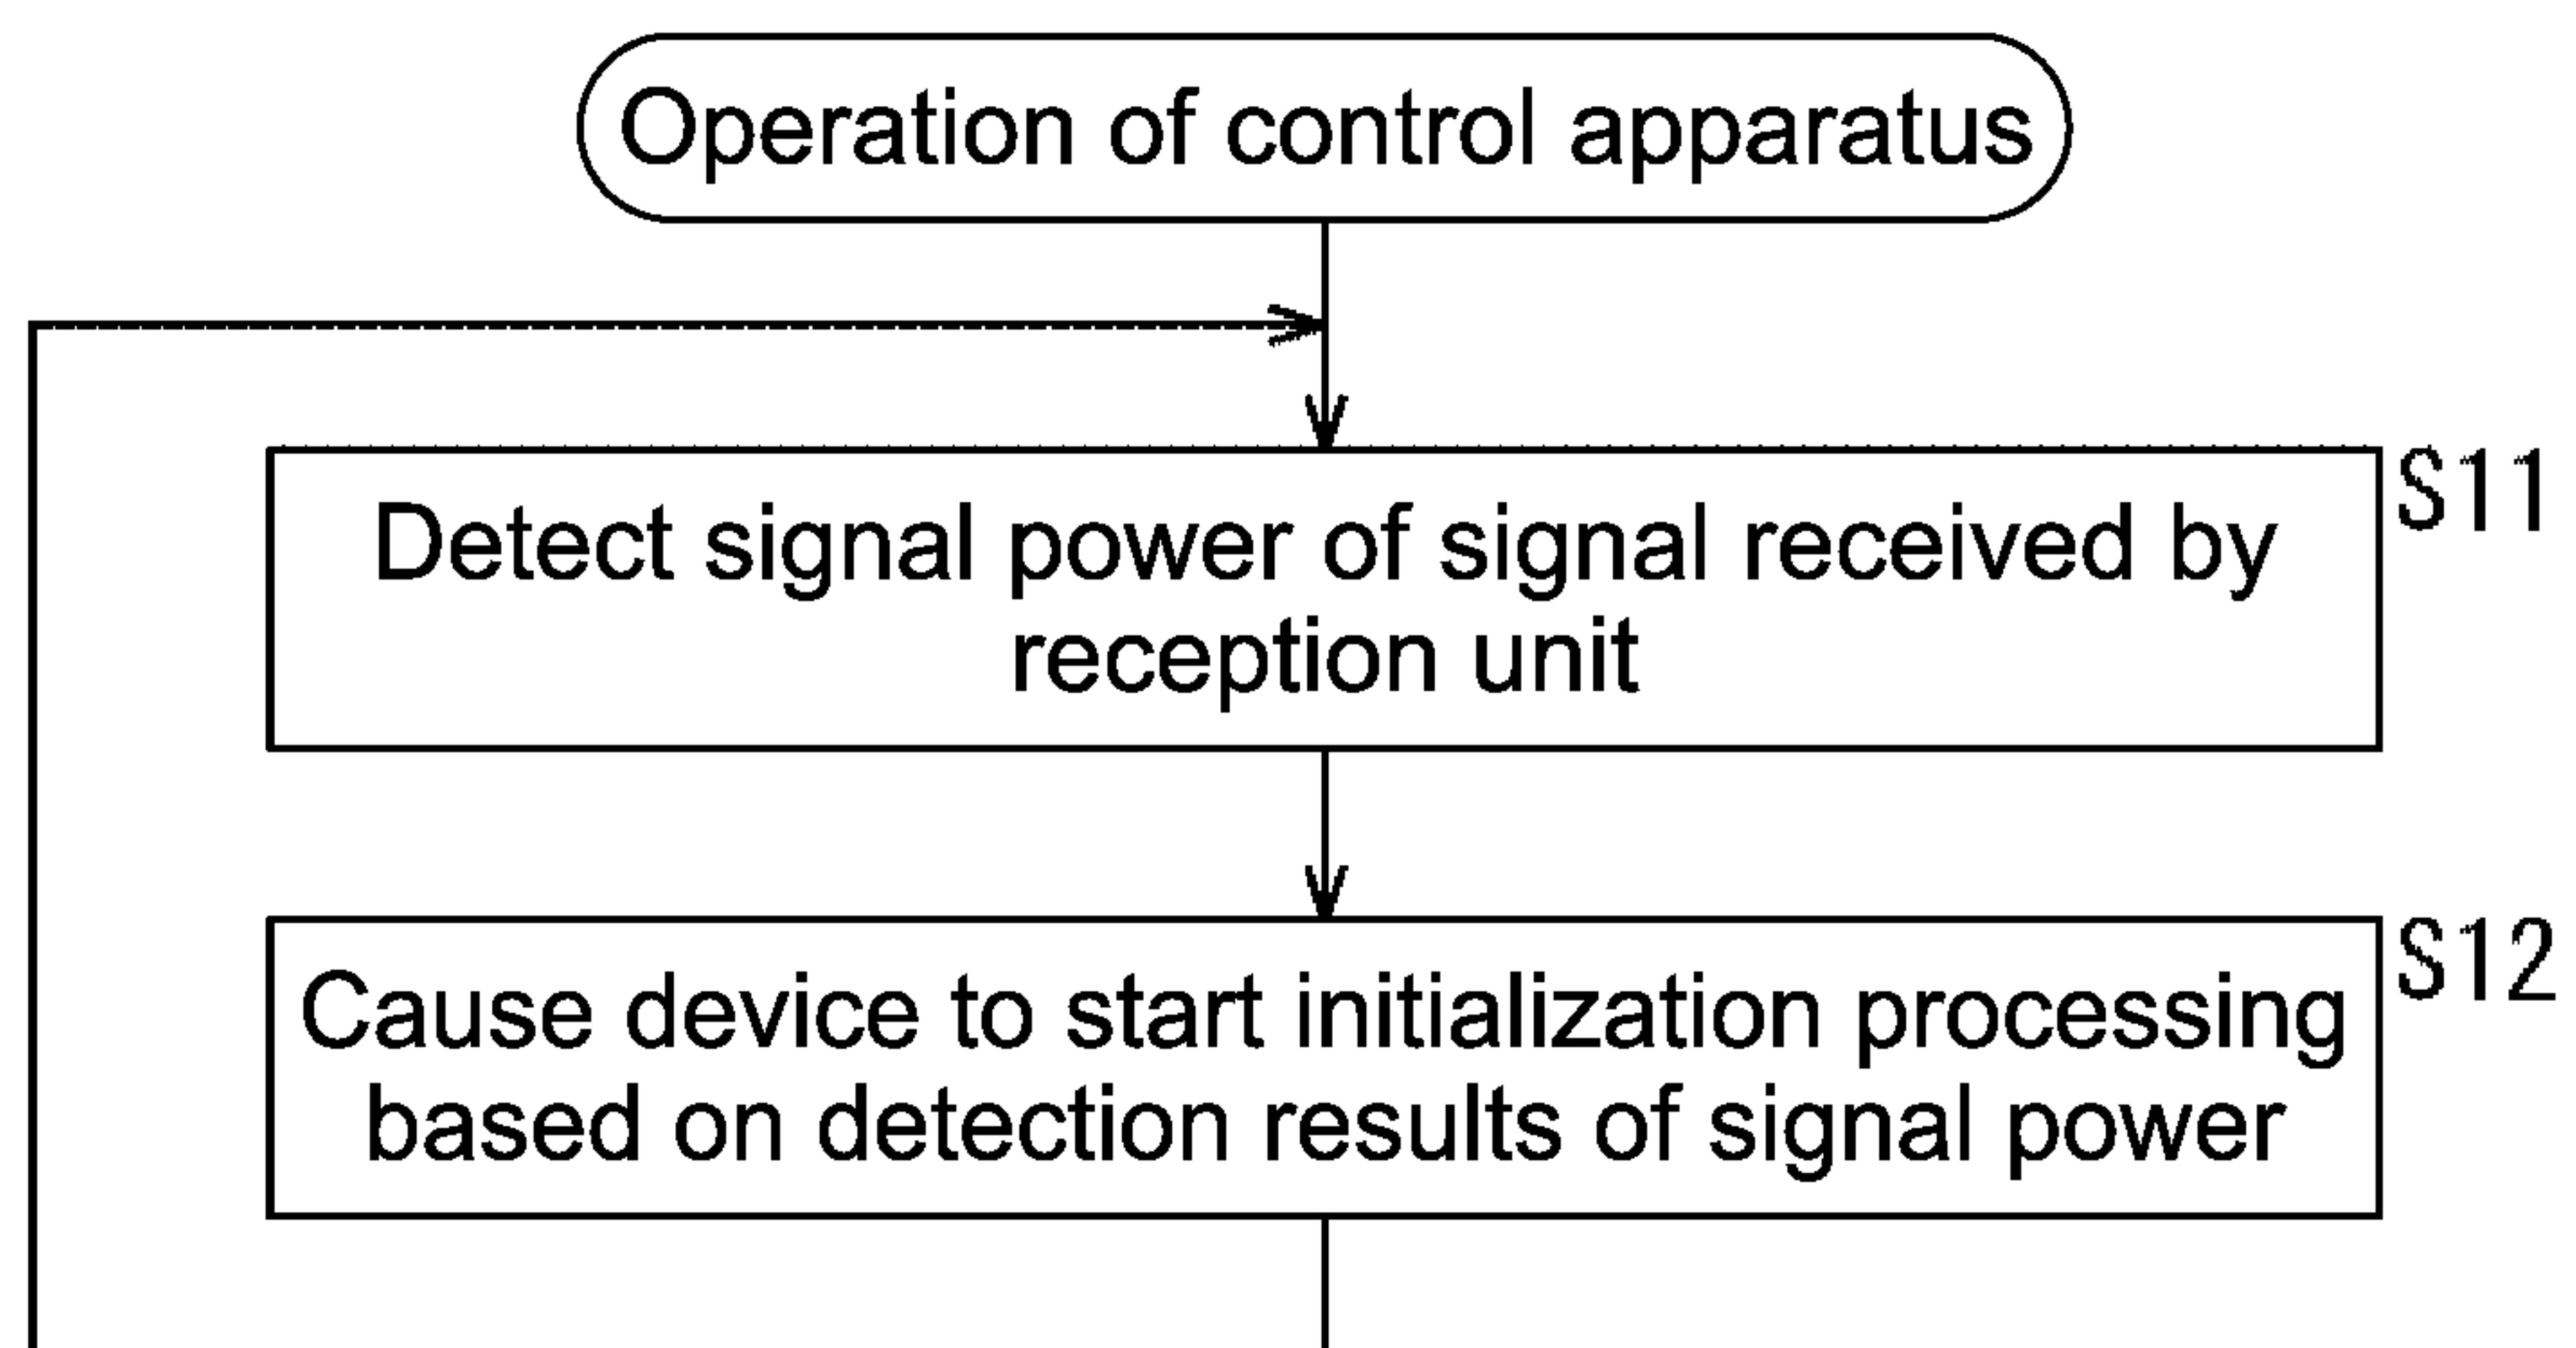 Operation of control apparatus
S11
Detect signal power of signal received by
reception unit
S12
Cause device to start initialization processing
based on detection results of signal power